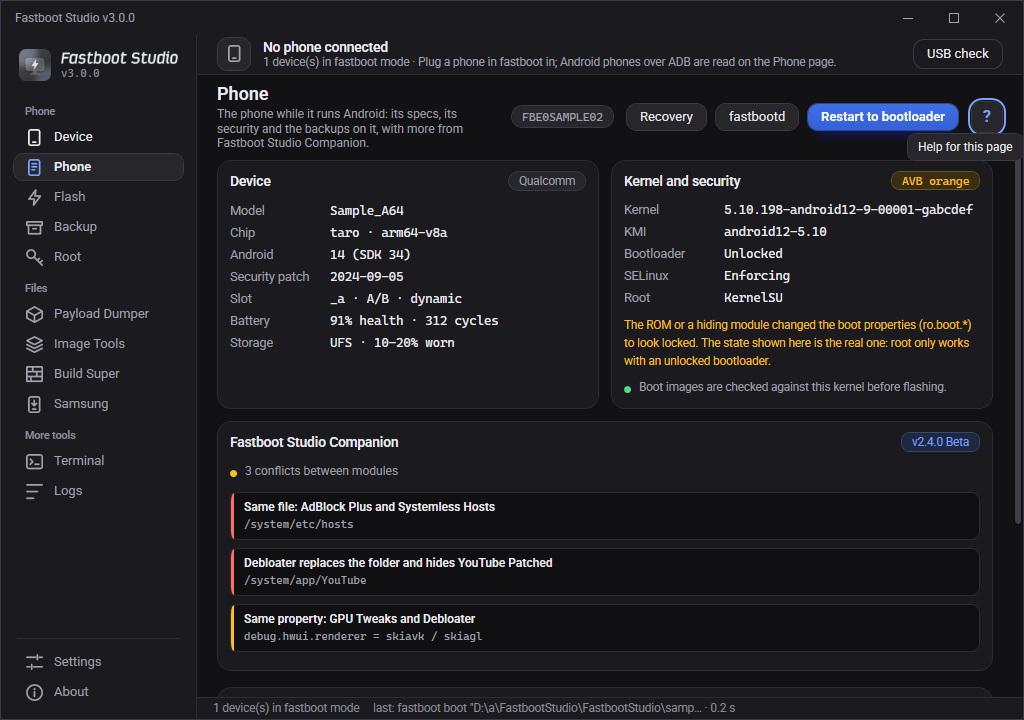 Fastboot Studio v3.0.0
Fastboot Studio
v3.0.0
No phone connected
1 device(s) in fastboot mode · Plug a phone in fastboot in; Android phones over ADB are read on the Phone page.
USB check
Phone
Device
Phone
Flash
Backup
Root
Files
Payload Dumper
Image Tools
Build Super
Samsung
More tools
Terminal
Logs
Settings
About
Phone
The phone while it runs Android: its specs, its
security and the backups on it, with more from
Fastboot Studio Companion.
FBE0SAMPLE02
Recovery
fastbootd
Restart to bootloader
?
Help for this page
Device
Qualcomm
Model Sample_A64
Chip taro · arm64-v8a
Android 14 (SDK 34)
Security patch 2024-09-05
Slot _a · A/B · dynamic
Battery 91% health · 312 cycles
Storage UFS · 10-20% worn
Kernel and security
AVB orange
Kernel 5.10.198-android12-9-00001-gabcdef
KMI android12-5.10
Bootloader Unlocked
SELinux Enforcing
Root KernelSU
The ROM or a hiding module changed the boot properties (ro.boot.*)
to look locked. The state shown here is the real one: root only works
with an unlocked bootloader.
Boot images are checked against this kernel before flashing.
Fastboot Studio Companion
v2.4.0 Beta
3 conflicts between modules
Same file: AdBlock Plus and Systemless Hosts
/system/etc/hosts
Debloater replaces the folder and hides YouTube Patched
/system/app/YouTube
Same property: GPU Tweaks and Debloater
debug.hwui.renderer = skiavk / skiagl
1 device(s) in fastboot mode last: fastboot boot "D:\a\FastbootStudio\FastbootStudio\samp… · 0.2 s